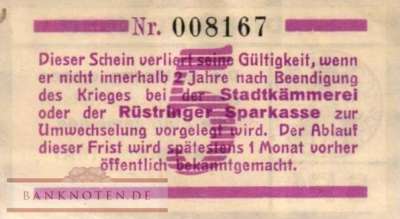 Nr. 008167
Dieser Schein verliert seine Gültigkeit, wenn
er nicht innerhalb 2 Jahre nach Beendigung
des Krieges bei der Stadtkämmerei
oder der Rüstringer Sparkasse zur
Umwechselung vorgelegt wird. Der Ablauf
dieser Frist wird spätestens 1 Monat vorher
öffentlich bekanntgemacht.
BANKNOTEN.DE